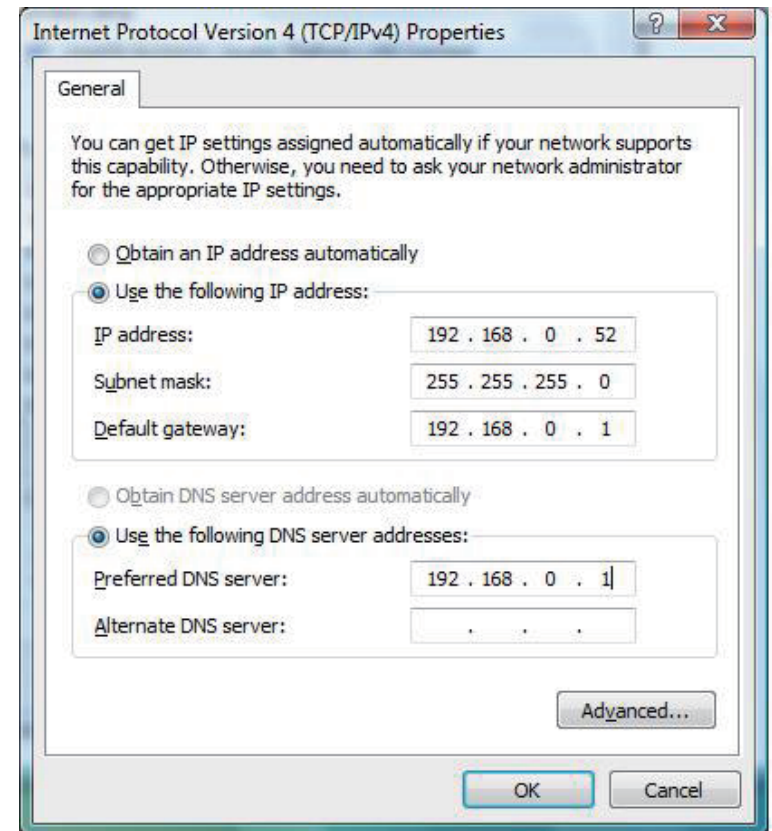 Internet Protocol Version 4 (TCP/IPv4) Properties
?
X
General
You can get IP settings assigned automatically if your network supports
this capability. Otherwise, you need to ask your network administrator
for the appropriate IP settings.
Obtain an IP address automatically
Use the following IP address:
IP address: 192 . 168 . 0 . 52
Subnet mask: 255 . 255 . 255 . 0
Default gateway: 192 . 168 . 0 . 1
Obtain DNS server address automatically
Use the following DNS server addresses:
Preferred DNS server: 192 . 168 . 0 . 1
Alternate DNS server: . . .
Advanced...
OK Cancel